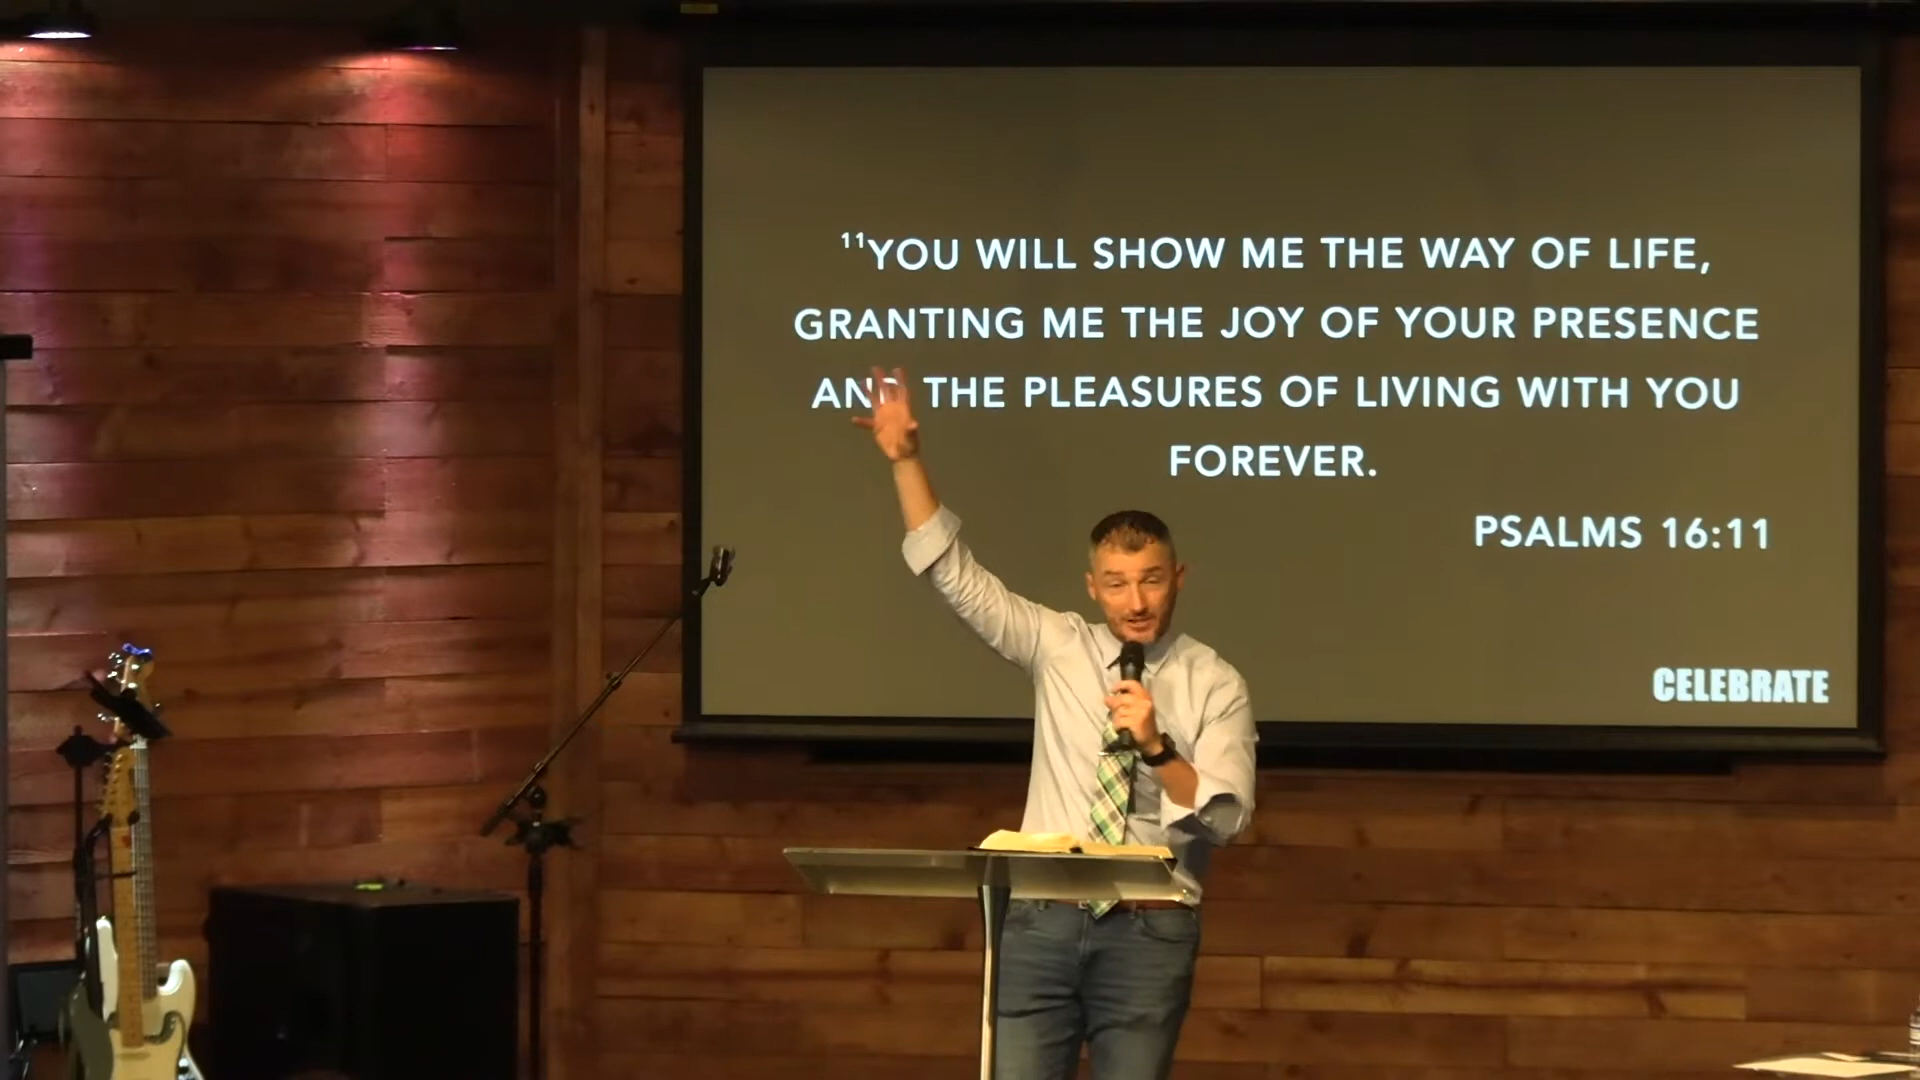 ¹¹YOU WILL SHOW ME THE WAY OF LIFE,
GRANTING ME THE JOY OF YOUR PRESENCE
AND THE PLEASURES OF LIVING WITH YOU
FOREVER.
PSALMS 16:11
CELEBRATE